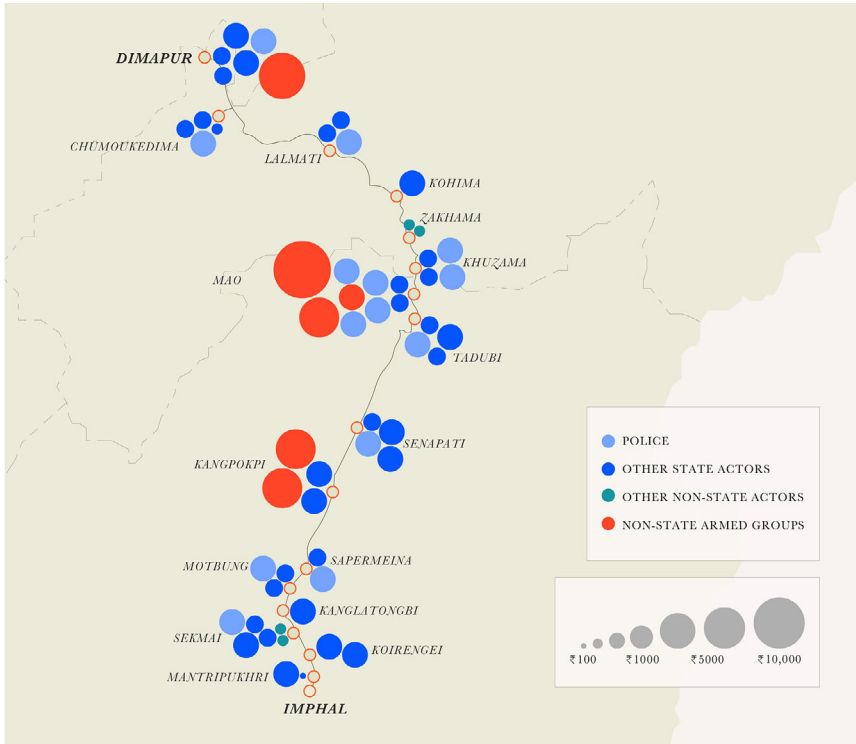 DIMAPUR
CHÜMOUKEDIMA
LALMATI
KOHIMA
ZAKHAMA
KHUZAMA
MAO
TADUBI
SENAPATI
KANGPOKPI
POLICE
OTHER STATE ACTORS
OTHER NON-STATE ACTORS
NON-STATE ARMED GROUPS
SAPERMEINA
MOTBUNG
KANGLATONGBI
SEKMAI
KOIRENGEI
MANTRIPUKHRI
IMPHAL
₹100 ₹1000 ₹5000 ₹10,000